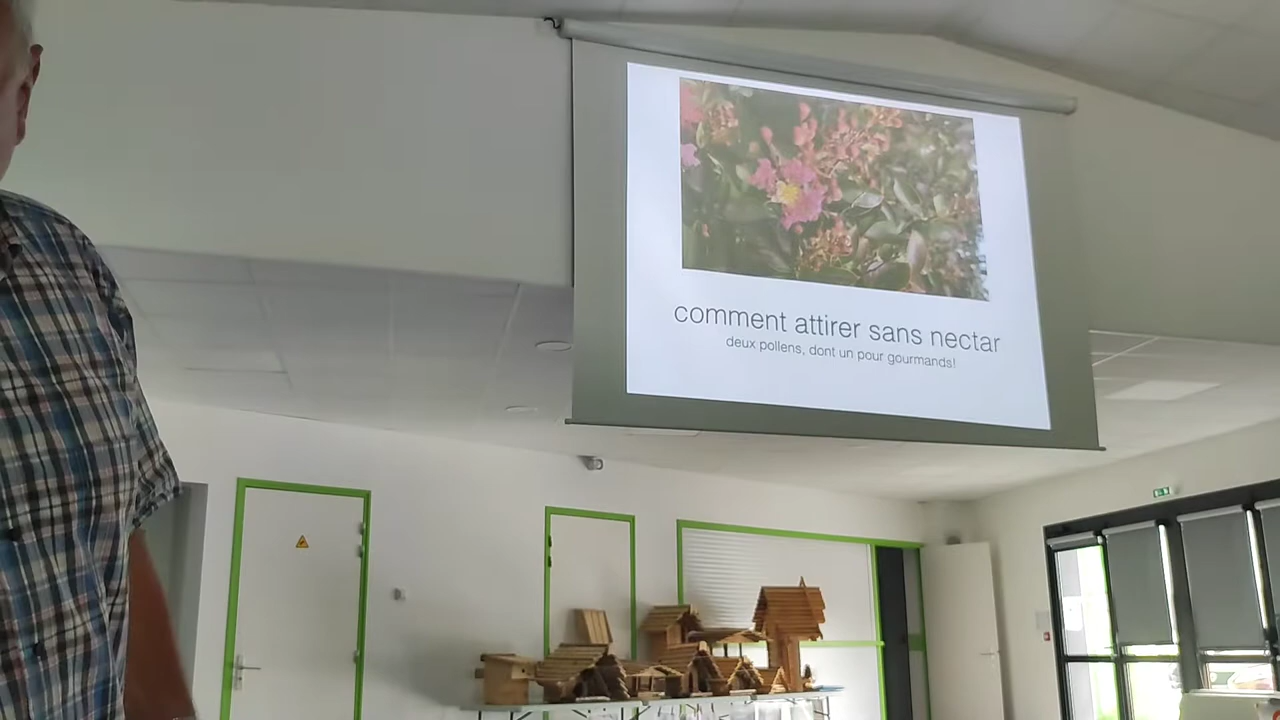 comment attirer sans nectar
deux pollens, dont un pour gourmands!